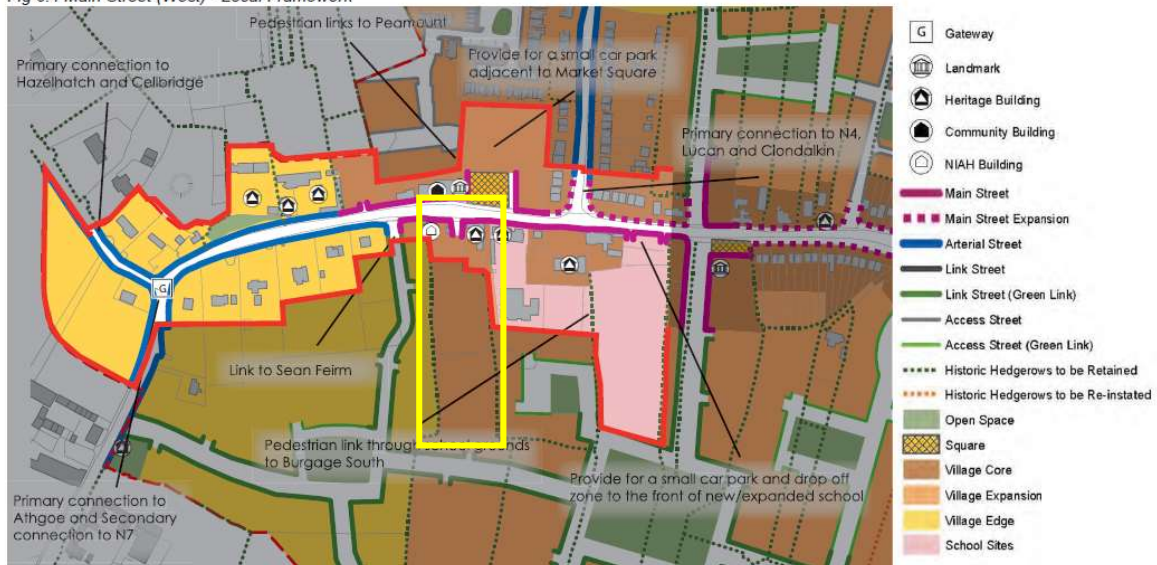 Pedestrian links to Peamount
Primary connection to
Hazelhatch and Cellbridge
Provide for a small car park
adjacent to Market Square
Primary connection to N4,
Lucan and Clondalkin
G
Link to Sean Feirm
Pedestrian link through school grounds
to Burgage South
Provide for a small car park and drop off
zone to the front of new/expanded school
Primary connection to
Athgoe and Secondary
connection to N7
G
Gateway
Landmark
Heritage Building
Community Building
NIAH Building
Main Street
Main Street Expansion
Arterial Street
Link Street
Link Street (Green Link)
Access Street
Access Street (Green Link)
Historic Hedgerows to be Retained
Historic Hedgerows to be Re-instated
Open Space
Square
Village Core
Village Expansion
Village Edge
School Sites